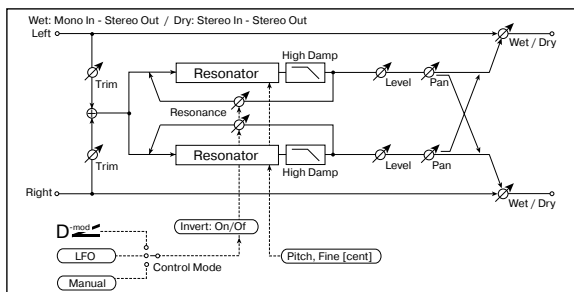 Wet: Mono In - Stereo Out / Dry: Stereo In - Stereo Out
Left
Wet / Dry
High Damp
Resonator
Trim
Level
Pan
Resonance
Resonator
Trim
High Damp
Level
Pan
Right
Wet / Dry
D-mod
Invert: On/Of
LFO
Control Mode
Pitch, Fine [cent]
Manual